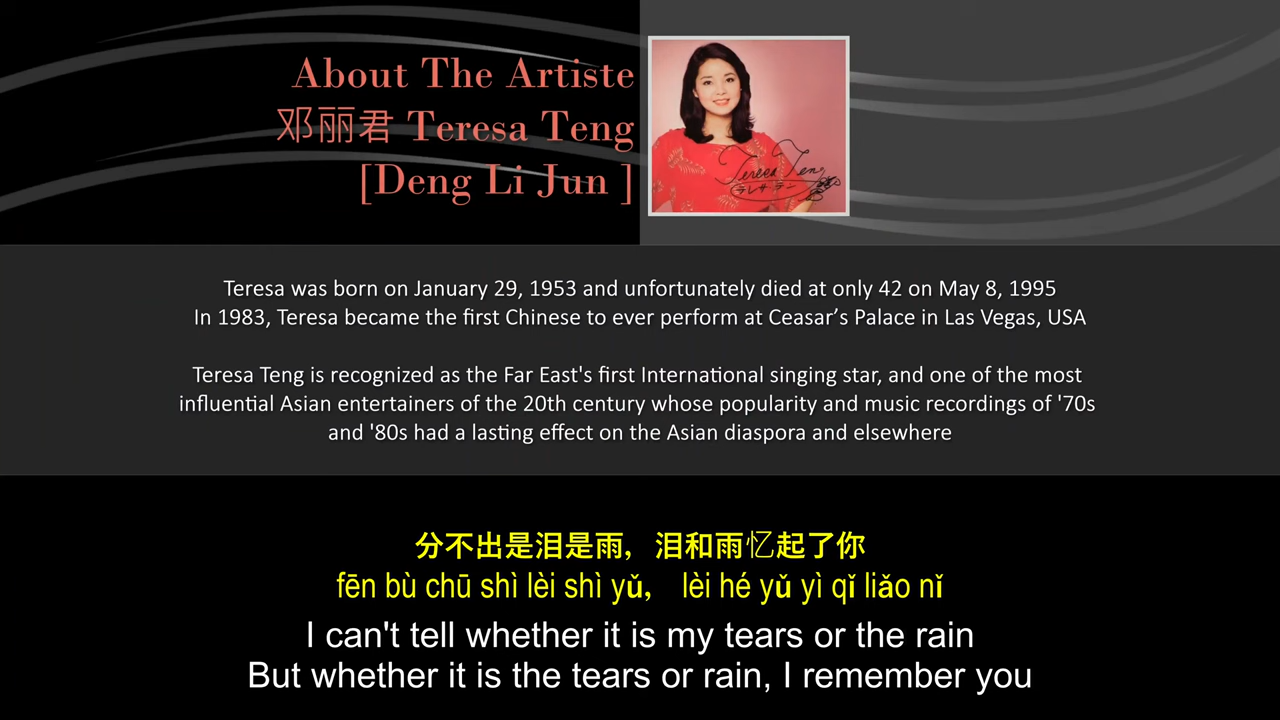 About The Artiste
邓丽君 Teresa Teng
[Deng Li Jun ]
Teresa Teng
テレサ テン
Teresa was born on January 29, 1953 and unfortunately died at only 42 on May 8, 1995
In 1983, Teresa became the first Chinese to ever perform at Ceasar’s Palace in Las Vegas, USA
Teresa Teng is recognized as the Far East's first International singing star, and one of the most
influential Asian entertainers of the 20th century whose popularity and music recordings of '70s
and '80s had a lasting effect on the Asian diaspora and elsewhere
分不出是泪是雨，泪和雨忆起了你
fēn bù chū shì lèi shì yǔ， lèi hé yǔ yì qǐ liǎo nǐ
I can't tell whether it is my tears or the rain
But whether it is the tears or rain, I remember you